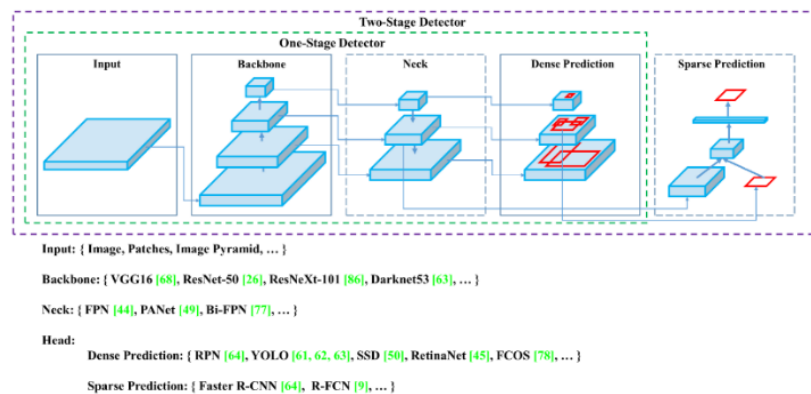 Two-Stage Detector
One-Stage Detector
Input Backbone Neck Dense Prediction Sparse Prediction
Input: { Image, Patches, Image Pyramid, … }
Backbone: { VGG16 [68], ResNet-50 [26], ResNeXt-101 [86], Darknet53 [63], … }
Neck: { FPN [44], PANet [49], Bi-FPN [77], … }
Head:
Dense Prediction: { RPN [64], YOLO [61, 62, 63], SSD [50], RetinaNet [45], FCOS [78], … }
Sparse Prediction: { Faster R-CNN [64], R-FCN [9], … }